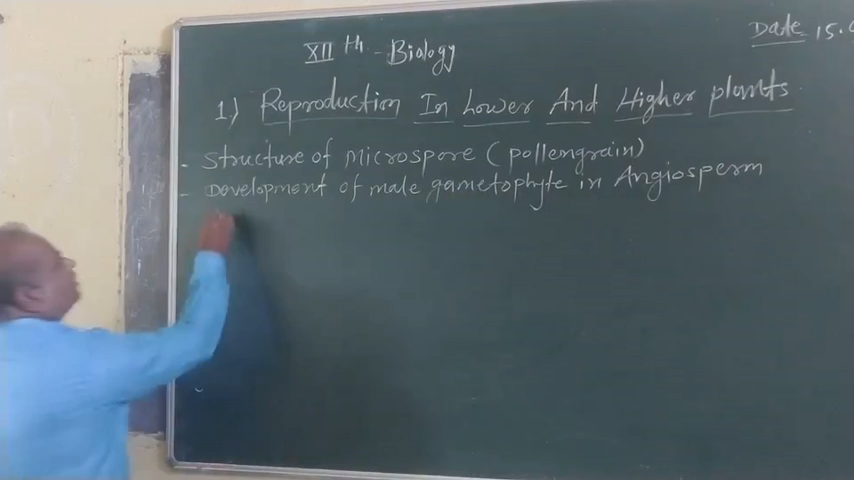 XII th - Biology
Date 15.
1) Reproduction In Lower And Higher plants
- Structure of Microspore (pollengrain)
- Development of male gametophyte in Angiosperm